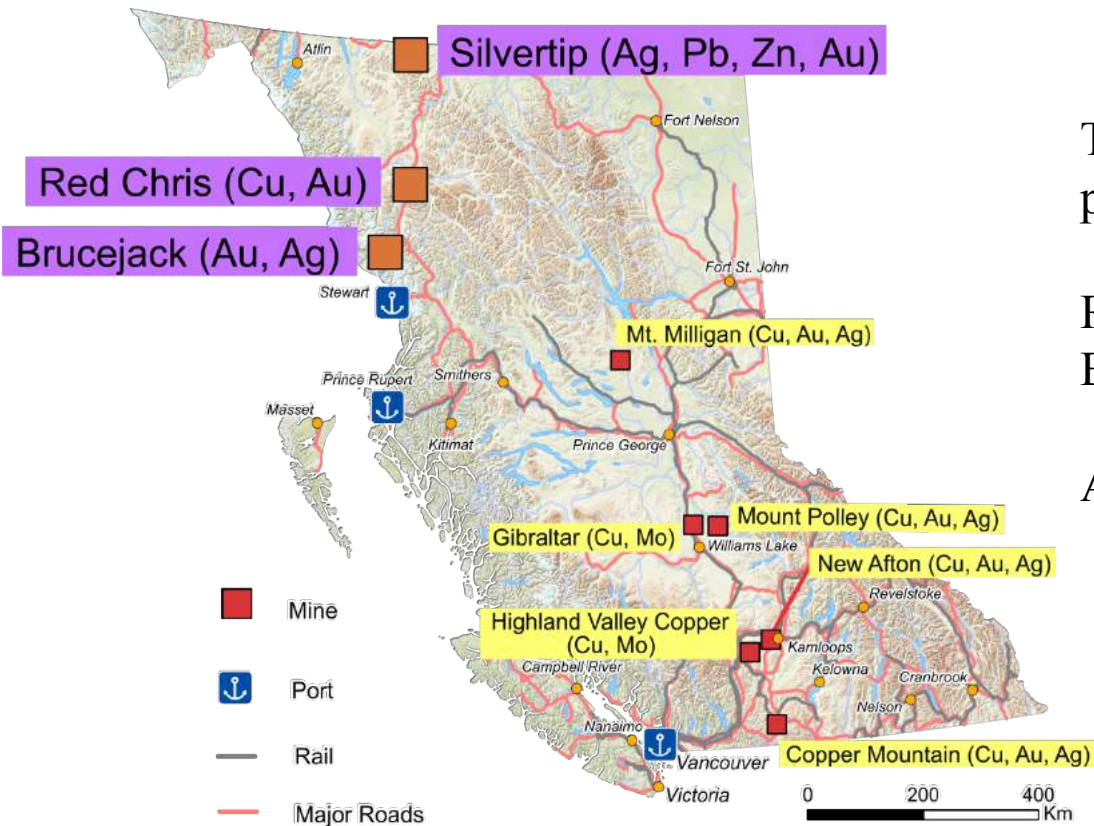 Atlin
Silvertip (Ag, Pb, Zn, Au)
Fort Nelson
Red Chris (Cu, Au)
Brucejack (Au, Ag)
Fort St. John
Stewart
Mt. Milligan (Cu, Au, Ag)
Smithers
Prince Rupert
Masset
Kitimat
Prince George
Mount Polley (Cu, Au, Ag)
Gibraltar (Cu, Mo)
Williams Lake
New Afton (Cu, Au, Ag)
Revelstoke
Highland Valley Copper
(Cu, Mo)
Kamloops
Campbell River
Kelowna
Cranbrook
Nelson
Nanaimo
Vancouver
Copper Mountain (Cu, Au, Ag)
Victoria
Mine
Port
Rail
Major Roads
0 200 400
Km